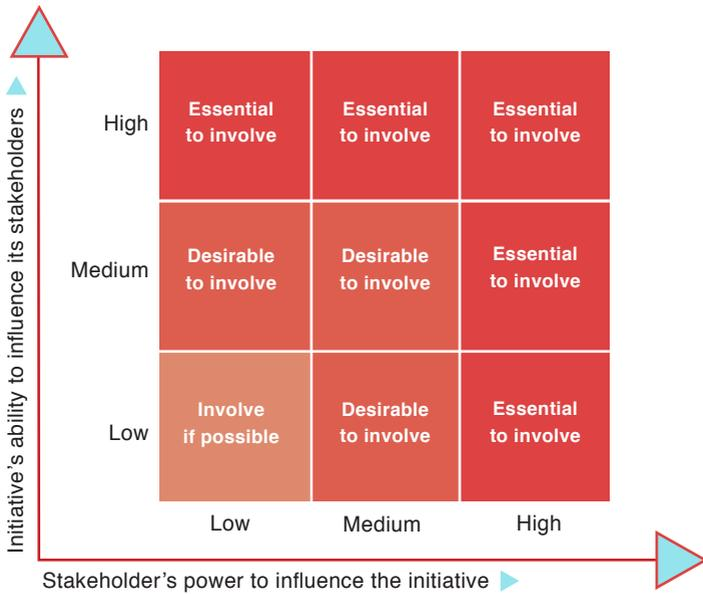 Initiative's ability to influence its stakeholders
High
Essential
to involve
Essential
to involve
Essential
to involve
Medium
Desirable
to involve
Desirable
to involve
Essential
to involve
Low
Involve
if possible
Desirable
to involve
Essential
to involve
Low
Medium
High
Stakeholder's power to influence the initiative